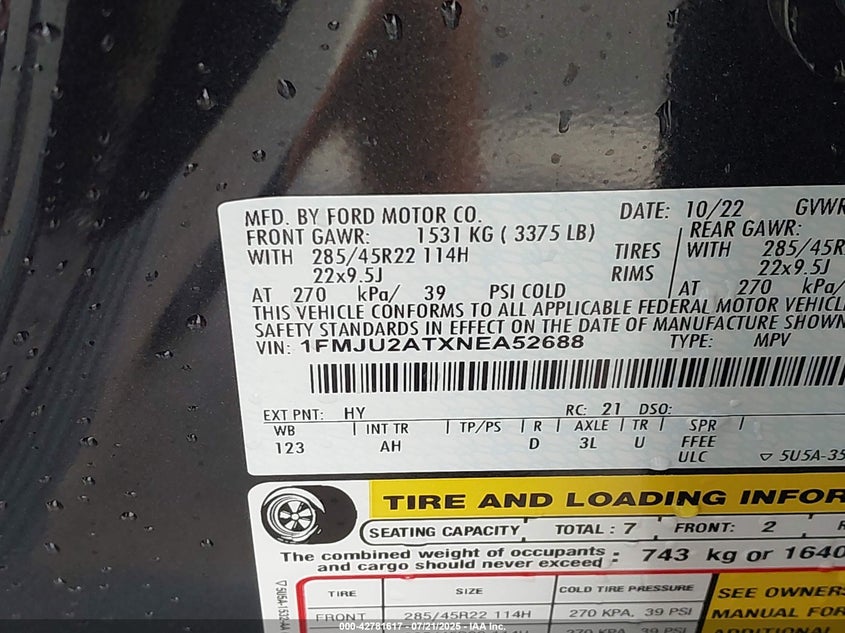 MFD. BY FORD MOTOR CO. DATE: 10/22 GVWR
FRONT GAWR: 1531 KG ( 3375 LB) REAR GAWR:
WITH 285/45R22 114H TIRES WITH 285/45R
22x9.5J RIMS 22x9.5J
AT 270 kPa/ 39 PSI COLD AT 270 kPa/
THIS VEHICLE CONFORMS TO ALL APPLICABLE FEDERAL MOTOR VEHICLE
SAFETY STANDARDS IN EFFECT ON THE DATE OF MANUFACTURE SHOWN
VIN: 1FMJU2ATXNEA52688 TYPE: MPV
EXT PNT: HY RC: 21 DSO:
WB | INT TR | TP/PS | R | AXLE | TR | SPR |
123 AH D 3L U FFEE
ULC ▽ 5U5A-35
TIRE AND LOADING INFOR
SEATING CAPACITY TOTAL : 7 FRONT: 2 R
The combined weight of occupants
and cargo should never exceed : 743 kg or 1640
TIRE SIZE COLD TIRE PRESSURE SEE OWNERS
FRONT 285/45R22 114H 270 KPA, 39 PSI MANUAL FOR
ADDITIONAL
000-42781617 - 07/21/2025 - IAA Inc.